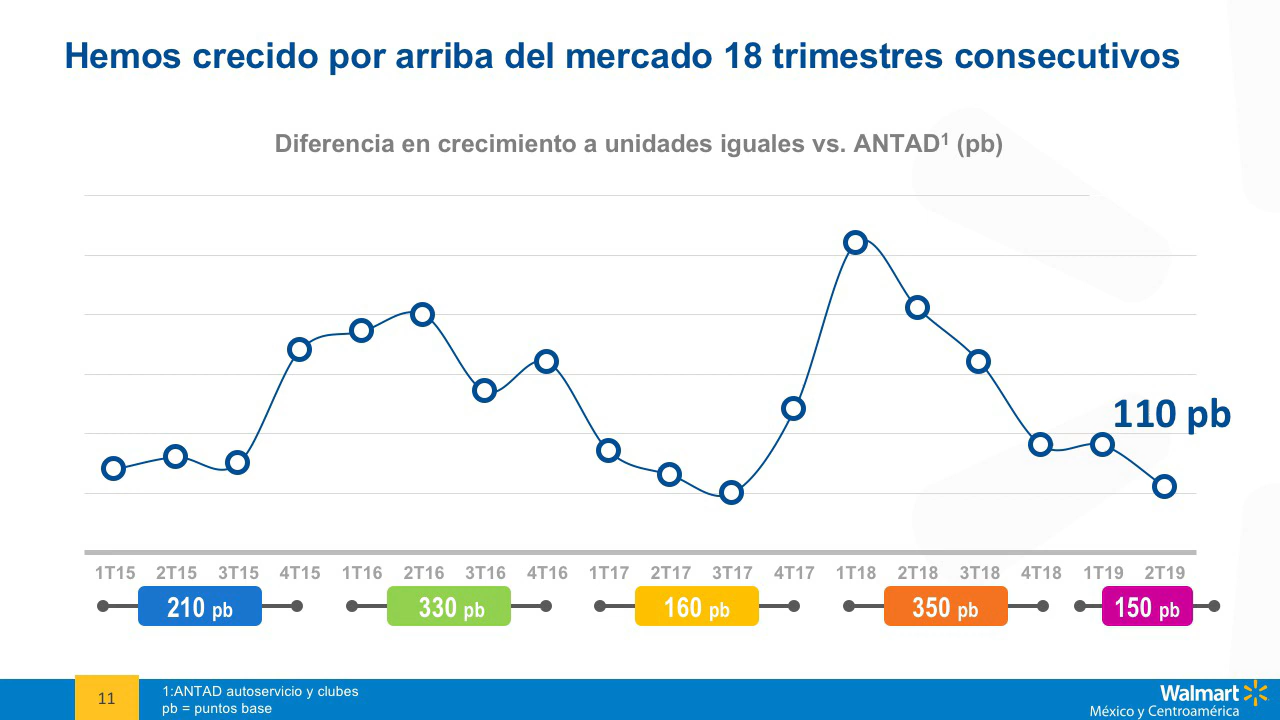 Hemos crecido por arriba del mercado 18 trimestres consecutivos
Diferencia en crecimiento a unidades iguales vs. ANTAD¹ (pb)
110 pb
1T15 2T15 3T15 4T15 1T16 2T16 3T16 4T16 1T17 2T17 3T17 4T17 1T18 2T18 3T18 4T18 1T19 2T19
210 pb 330 pb 160 pb 350 pb 150 pb
11
1:ANTAD autoservicio y clubes
pb = puntos base
Walmart
México y Centroamérica